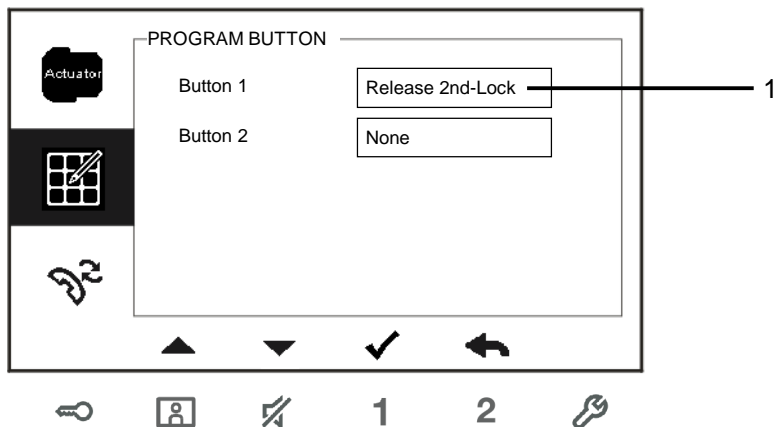 PROGRAM BUTTON
Actuator
Button 1 Release 2nd-Lock 1
Button 2 None
1 2